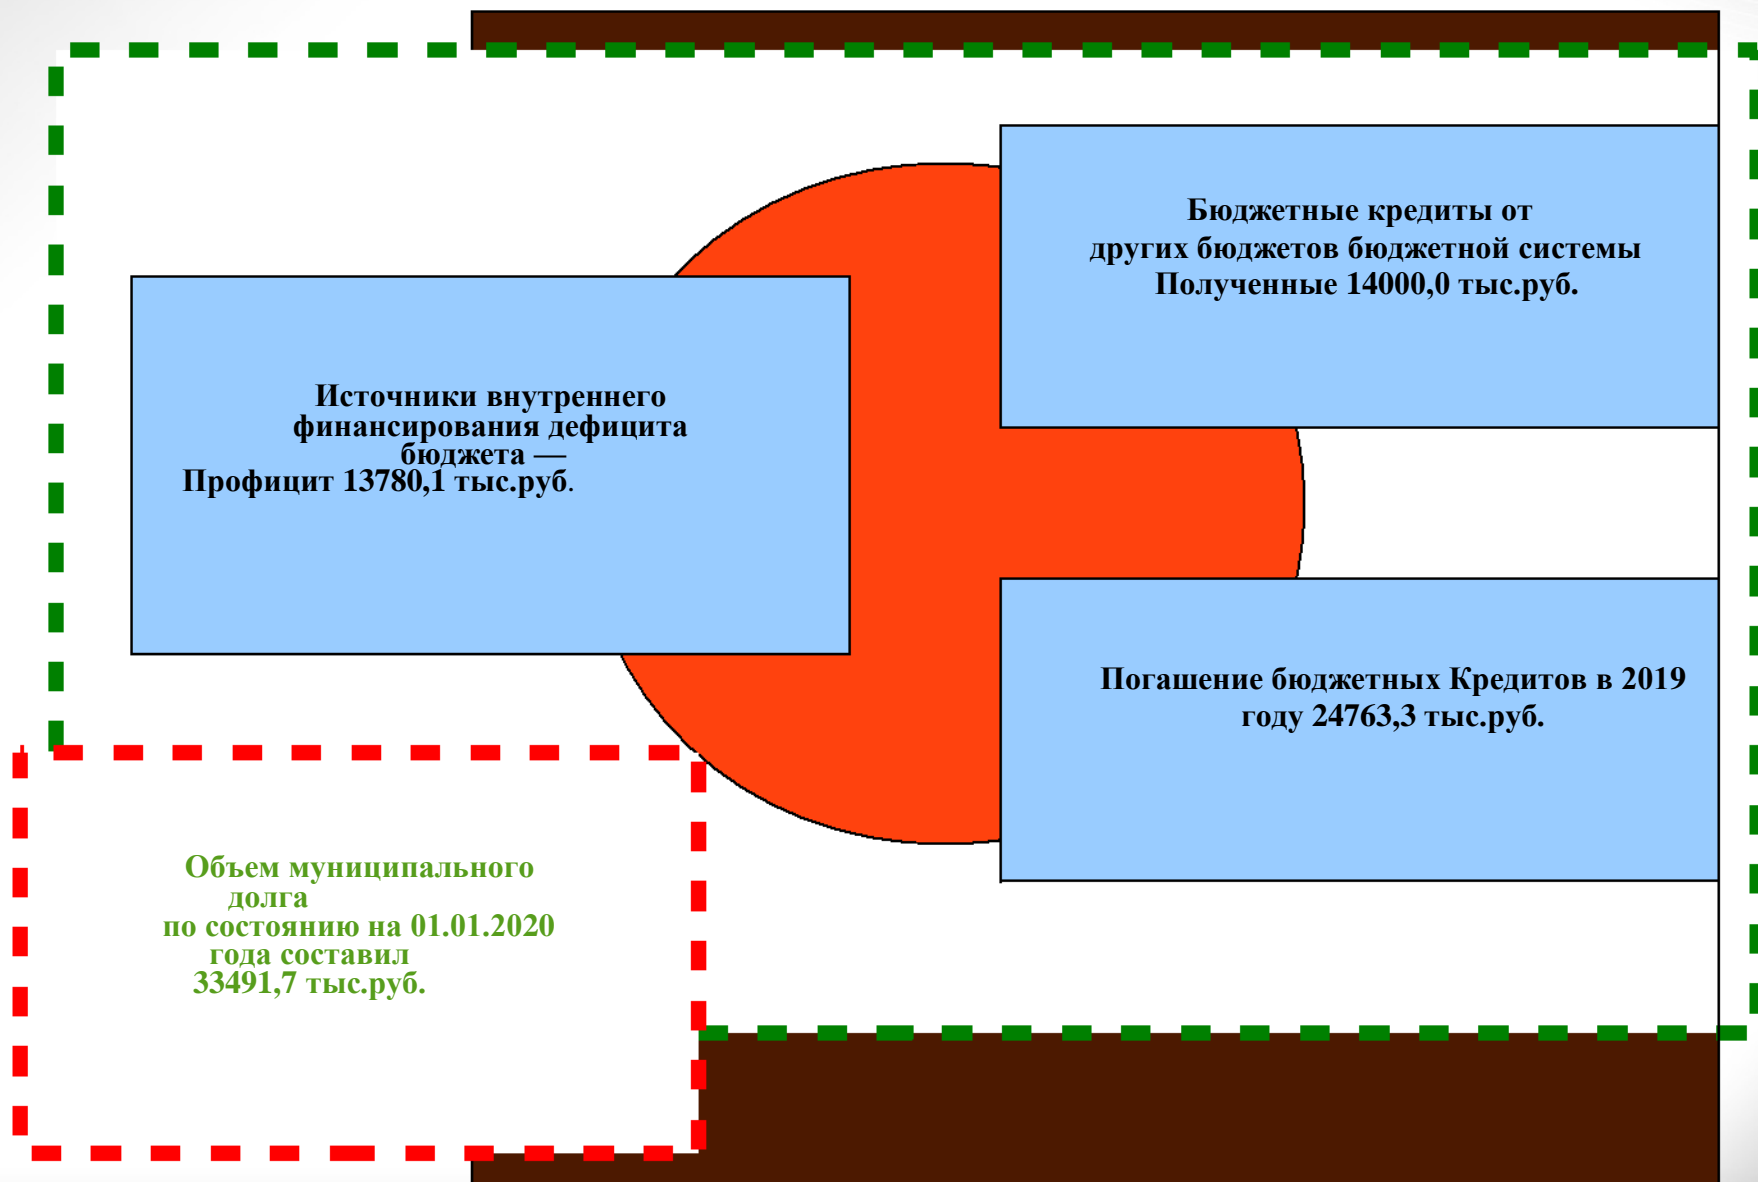 Бюджетные кредиты от
других бюджетов бюджетной системы
Полученные 14000,0 тыс.руб.
Источники внутреннего
финансирования дефицита
бюджета —
Профицит 13780,1 тыс.руб.
Погашение бюджетных Кредитов в 2019
году 24763,3 тыс.руб.
Объем муниципального
долга
по состоянию на 01.01.2020
года составил
33491,7 тыс.руб.